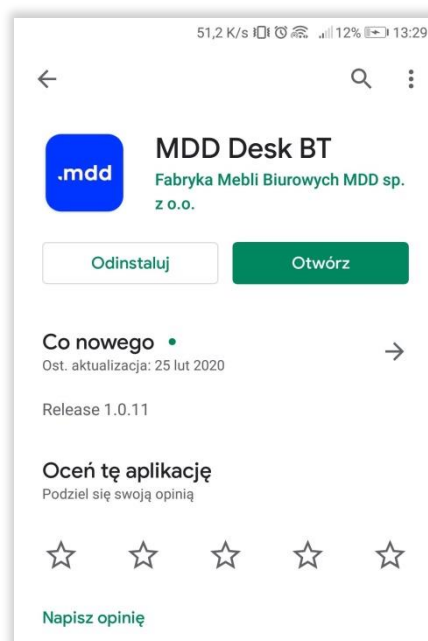 51,2 K/s 12% 13:29
MDD Desk BT
.mdd
Fabryka Mebli Biurowych MDD sp.
z o.o.
Odinstaluj
Otwórz
Co nowego
Ost. aktualizacja: 25 lut 2020
Release 1.0.11
Oceń tę aplikację
Podziel się swoją opinią
Napisz opinię